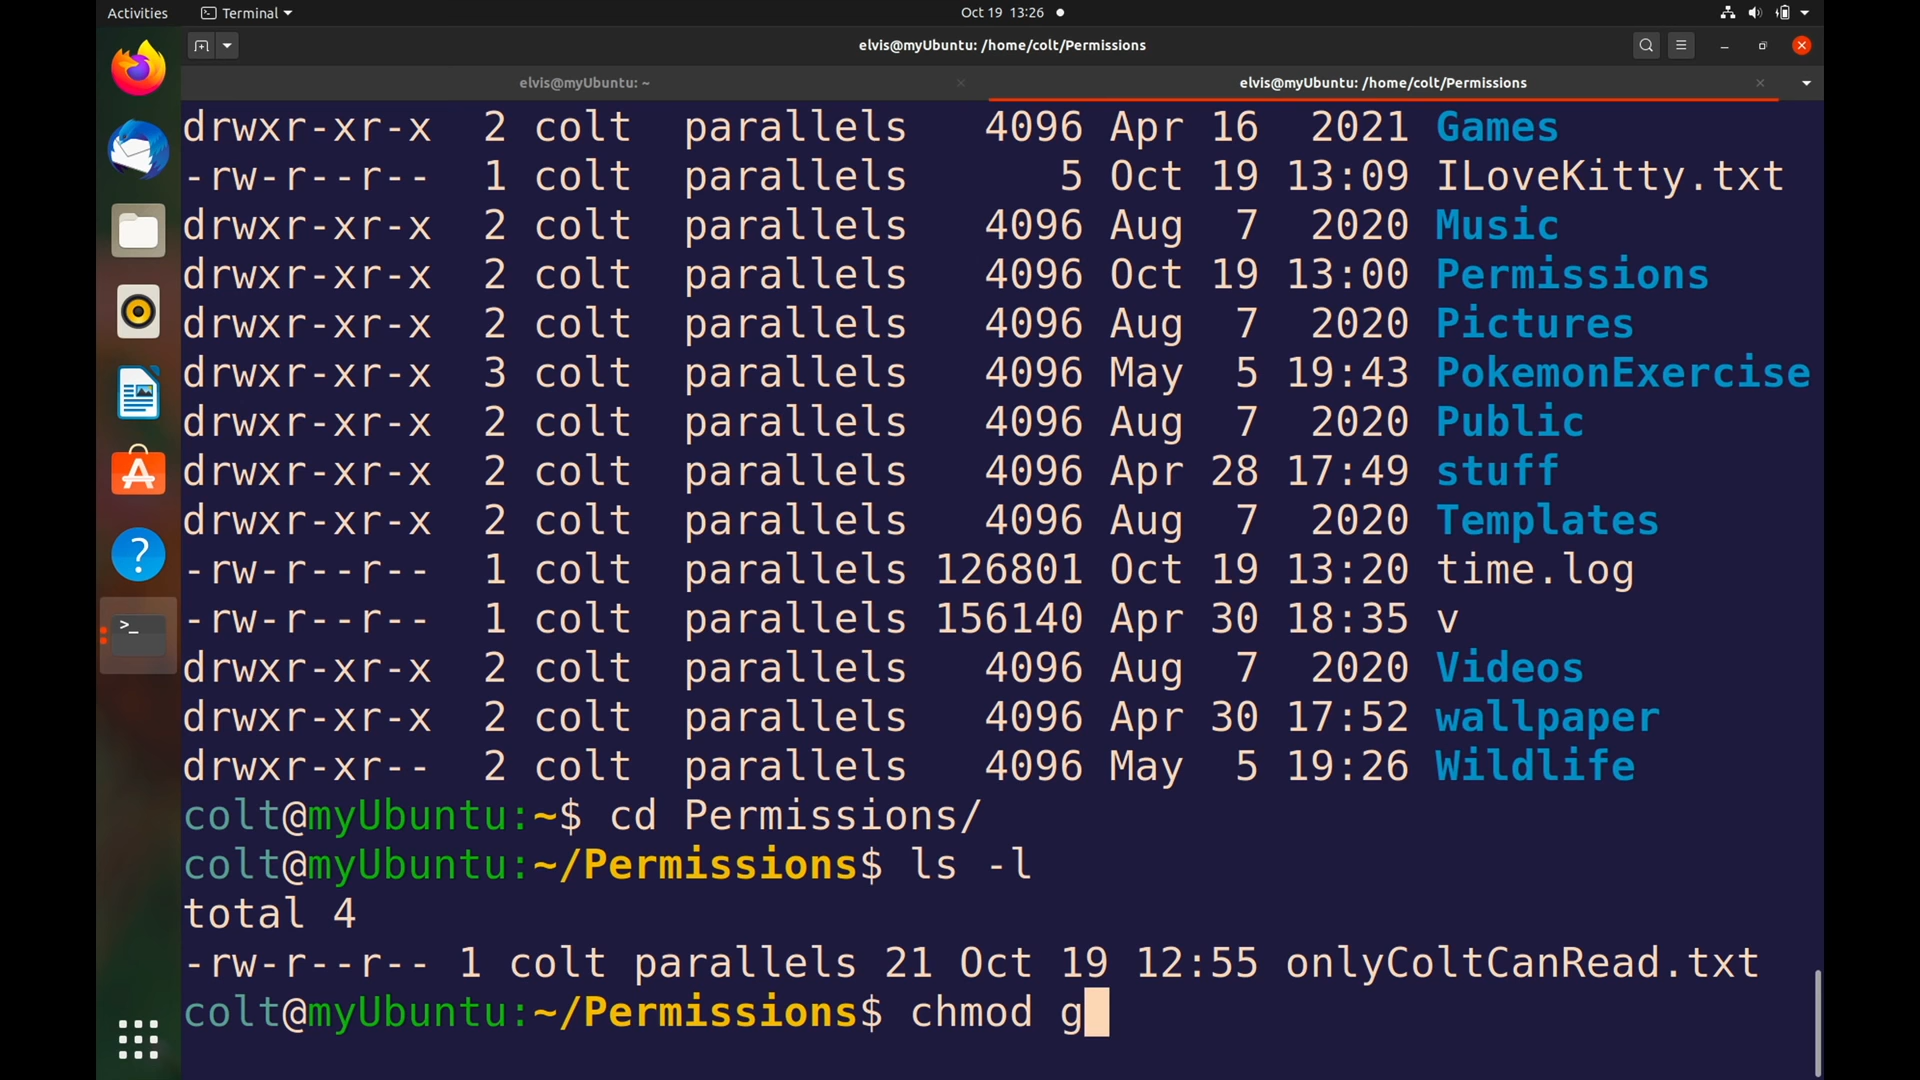 Activities Terminal Oct 19 13:26
elvis@myUbuntu: /home/colt/Permissions
elvis@myUbuntu: ~ elvis@myUbuntu: /home/colt/Permissions
drwxr-xr-x 2 colt parallels 4096 Apr 16 2021 Games
-rw-r--r-- 1 colt parallels 5 Oct 19 13:09 ILoveKitty.txt
drwxr-xr-x 2 colt parallels 4096 Aug 7 2020 Music
drwxr-xr-x 2 colt parallels 4096 Oct 19 13:00 Permissions
drwxr-xr-x 2 colt parallels 4096 Aug 7 2020 Pictures
drwxr-xr-x 3 colt parallels 4096 May 5 19:43 PokemonExercise
drwxr-xr-x 2 colt parallels 4096 Aug 7 2020 Public
drwxr-xr-x 2 colt parallels 4096 Apr 28 17:49 stuff
drwxr-xr-x 2 colt parallels 4096 Aug 7 2020 Templates
-rw-r--r-- 1 colt parallels 126801 Oct 19 13:20 time.log
-rw-r--r-- 1 colt parallels 156140 Apr 30 18:35 v
drwxr-xr-x 2 colt parallels 4096 Aug 7 2020 Videos
drwxr-xr-x 2 colt parallels 4096 Apr 30 17:52 wallpaper
drwxr-xr-- 2 colt parallels 4096 May 5 19:26 Wildlife
colt@myUbuntu:~$ cd Permissions/
colt@myUbuntu:~/Permissions$ ls -l
total 4
-rw-r--r-- 1 colt parallels 21 Oct 19 12:55 onlyColtCanRead.txt
colt@myUbuntu:~/Permissions$ chmod g